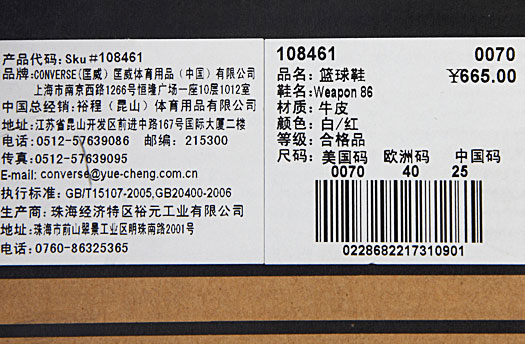 产品代码: Sku #108461
品牌:CONVERSE(匡威) 匡威体育用品 (中国) 有限公司
上海市南京西路1266号恒隆广场一座10层1012室
中国总经销: 裕程 (昆山) 体育用品有限公司
地址:江苏省昆山开发区前进中路167号国际大厦二楼
电话:0512-57639086 邮编: 215300
传真:0512-57639095
E-mail: converse@yue-cheng.com.cn
执行标准: GB/T15107-2005,GB20400-2006
生产商: 珠海经济特区裕元工业有限公司
地址:珠海市前山翠景工业区明珠南路2001号
电话:0760-86325365
108461 0070
品名: 篮球鞋 ¥665.00
鞋名:Weapon 86
材质: 牛皮
颜色: 白/红
等级: 合格品
尺码: 美国码 欧洲码 中国码
0070 40 25
0228682217310901